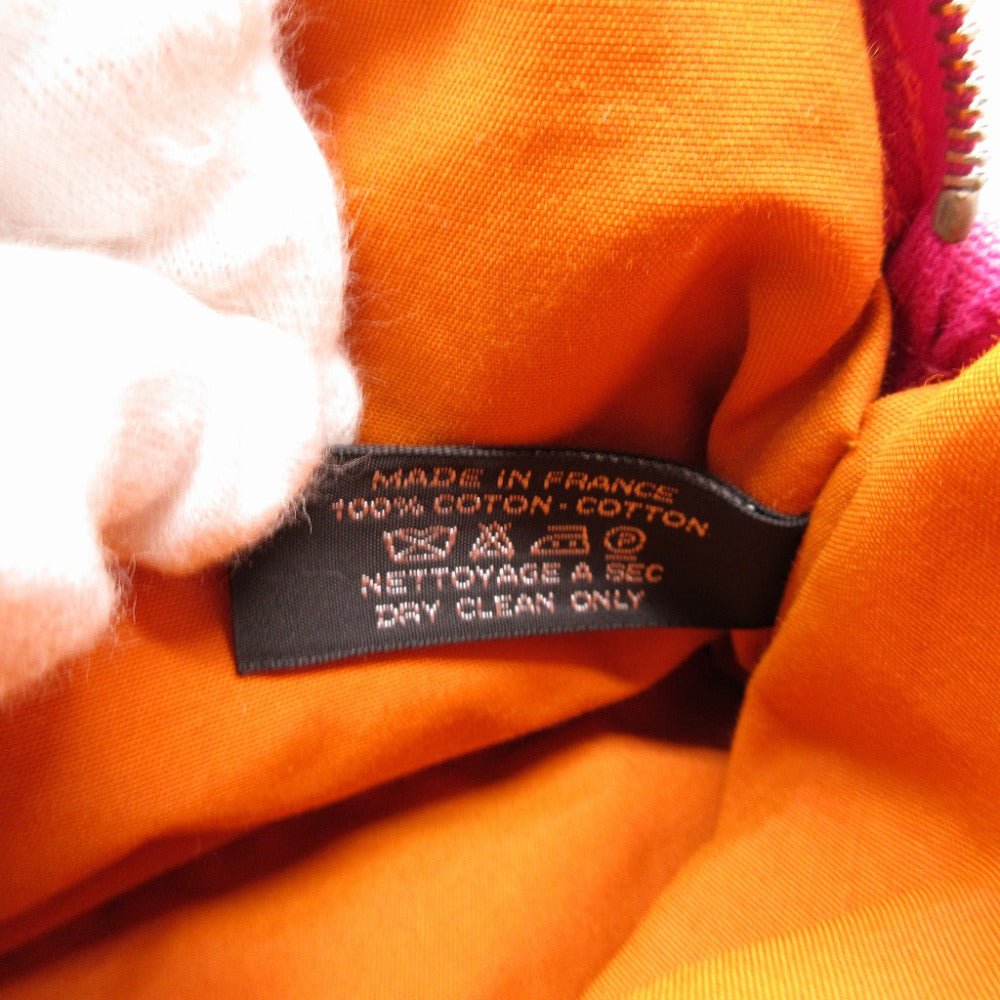 MADE IN FRANCE
100% COTON - COTTON
P
NETTOYAGE A SEC
DRY CLEAN ONLY